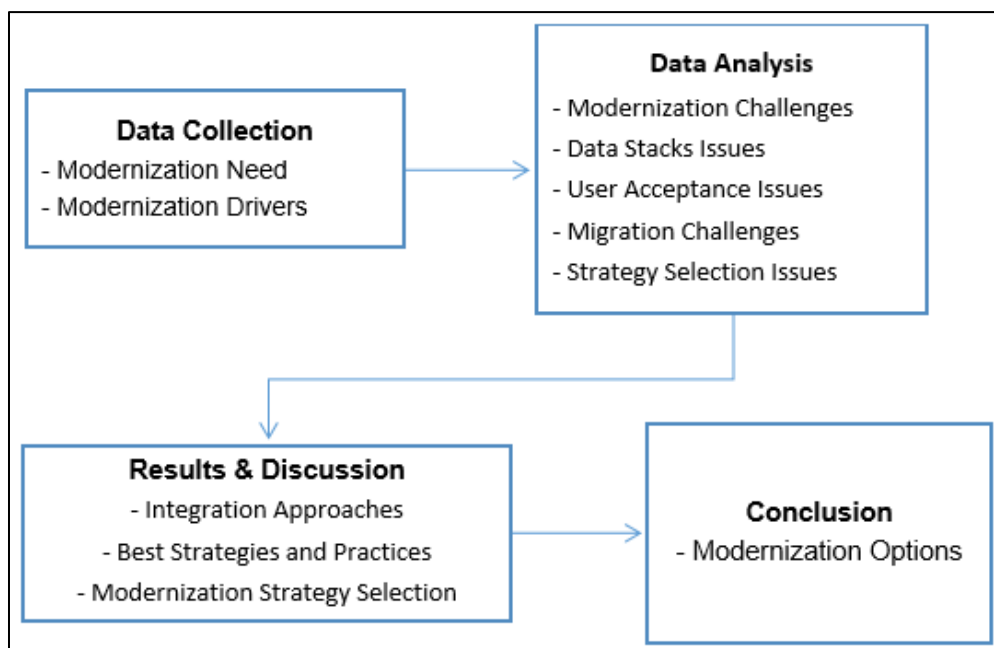 Data Collection
- Modernization Need
- Modernization Drivers
Data Analysis
- Modernization Challenges
- Data Stacks Issues
- User Acceptance Issues
- Migration Challenges
- Strategy Selection Issues
Results & Discussion
- Integration Approaches
- Best Strategies and Practices
- Modernization Strategy Selection
Conclusion
- Modernization Options